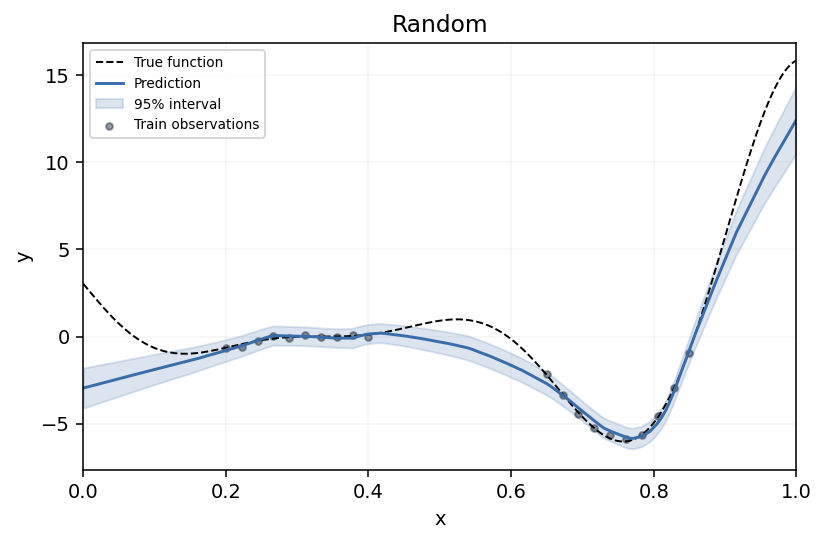 Random
True function
Prediction
95% interval
Train observations
y
15
10
5
0
−5
0.0 0.2 0.4 0.6 0.8 1.0
x